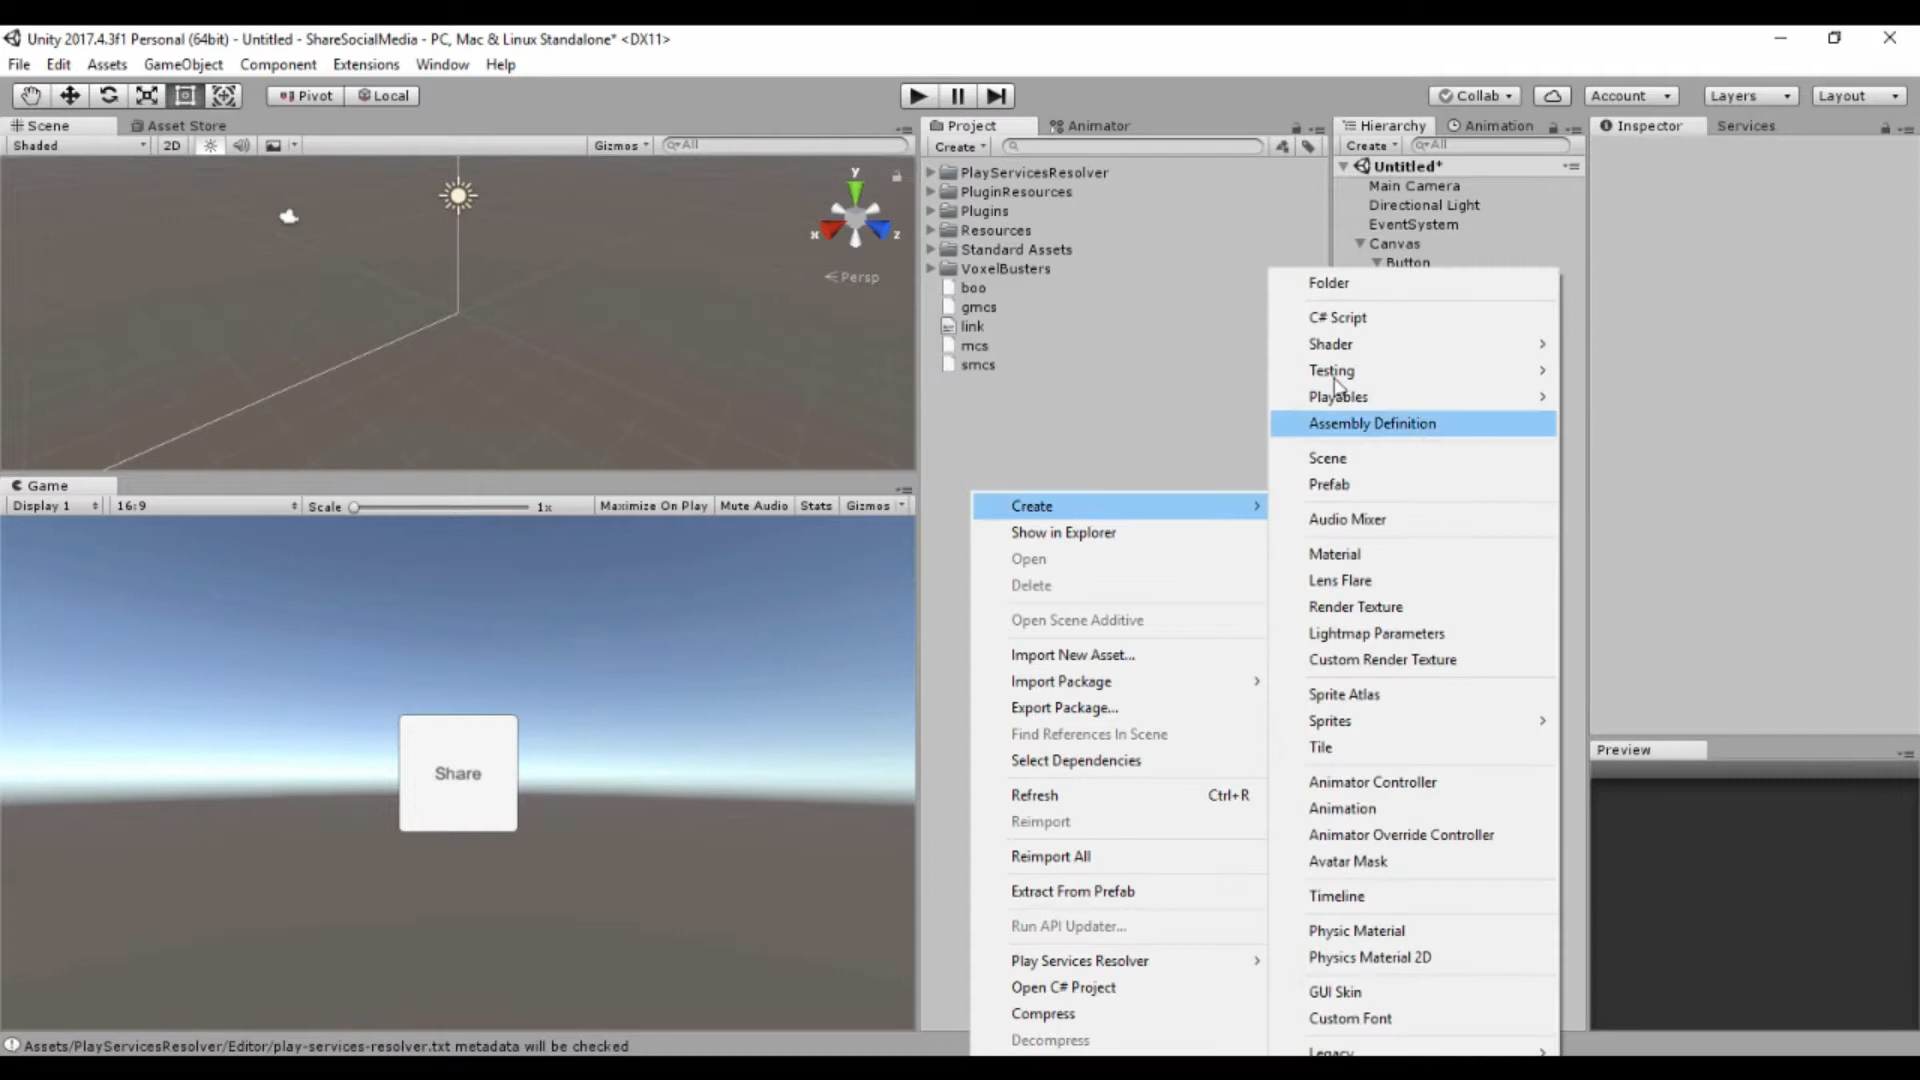 Unity 2017.4.3f1 Personal (64bit) - Untitled - ShareSocialMedia - PC, Mac & Linux Standalone* <DX11>
File Edit Assets GameObject Component Extensions Window Help
Pivot Local Collab Account Layers Layout
Scene Asset Store
Shaded 2D Gizmos All
y
x
z
Persp
Game
Display 1 16:9 Scale 1x Maximize On Play Mute Audio Stats Gizmos
Share
Project Animator
Create
PlayServicesResolver
PluginResources
Plugins
Resources
Standard Assets
VoxelBusters
boo
gmcs
link
mcs
smcs
Hierarchy Animation
Create All
Untitled*
Main Camera
Directional Light
EventSystem
Canvas
Button
Inspector Services
Preview
Create
Show in Explorer
Open
Delete
Open Scene Additive
Import New Asset...
Import Package
Export Package...
Find References In Scene
Select Dependencies
Refresh Ctrl+R
Reimport
Reimport All
Extract From Prefab
Run API Updater...
Play Services Resolver
Open C# Project
Compress
Decompress
Folder
C# Script
Shader
Testing
Playables
Assembly Definition
Scene
Prefab
Audio Mixer
Material
Lens Flare
Render Texture
Lightmap Parameters
Custom Render Texture
Sprite Atlas
Sprites
Tile
Animator Controller
Animation
Animator Override Controller
Avatar Mask
Timeline
Physic Material
Physics Material 2D
GUI Skin
Custom Font
Legacy
Assets/PlayServicesResolver/Editor/play-services-resolver.txt metadata will be checked